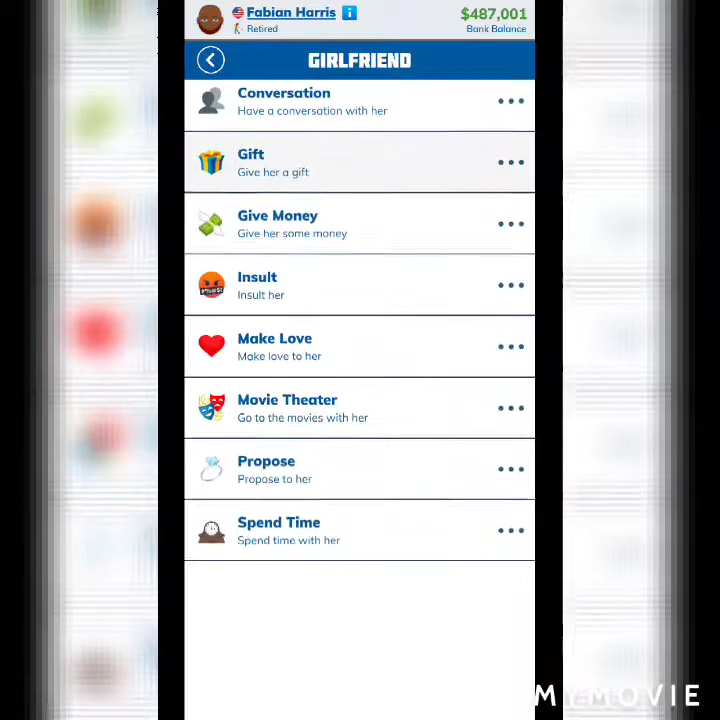 Fabian Harris
$487,001
Retired
Bank Balance
GIRLFRIEND
Conversation
Have a conversation with her
Gift
Give her a gift
Give Money
Give her some money
Insult
Insult her
Make Love
Make love to her
Movie Theater
Go to the movies with her
Propose
Propose to her
Spend Time
Spend time with her
MYMOVIE